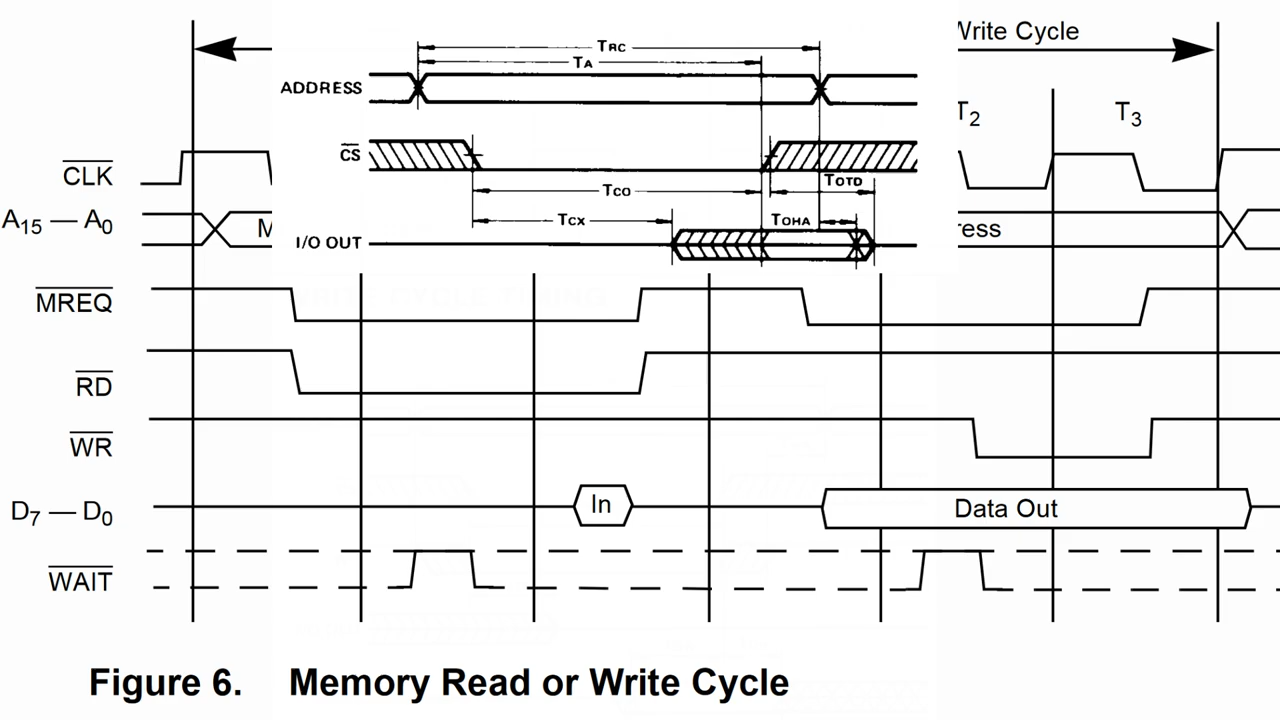 Write Cycle
TRC
TA
ADDRESS
T2 T3
CS
CLK
TOTD
TCO
A15 — A0
TCX
TOHA
I/O OUT
MREQ
RD
WR
D7 — D0
In
Data Out
WAIT
Figure 6. Memory Read or Write Cycle